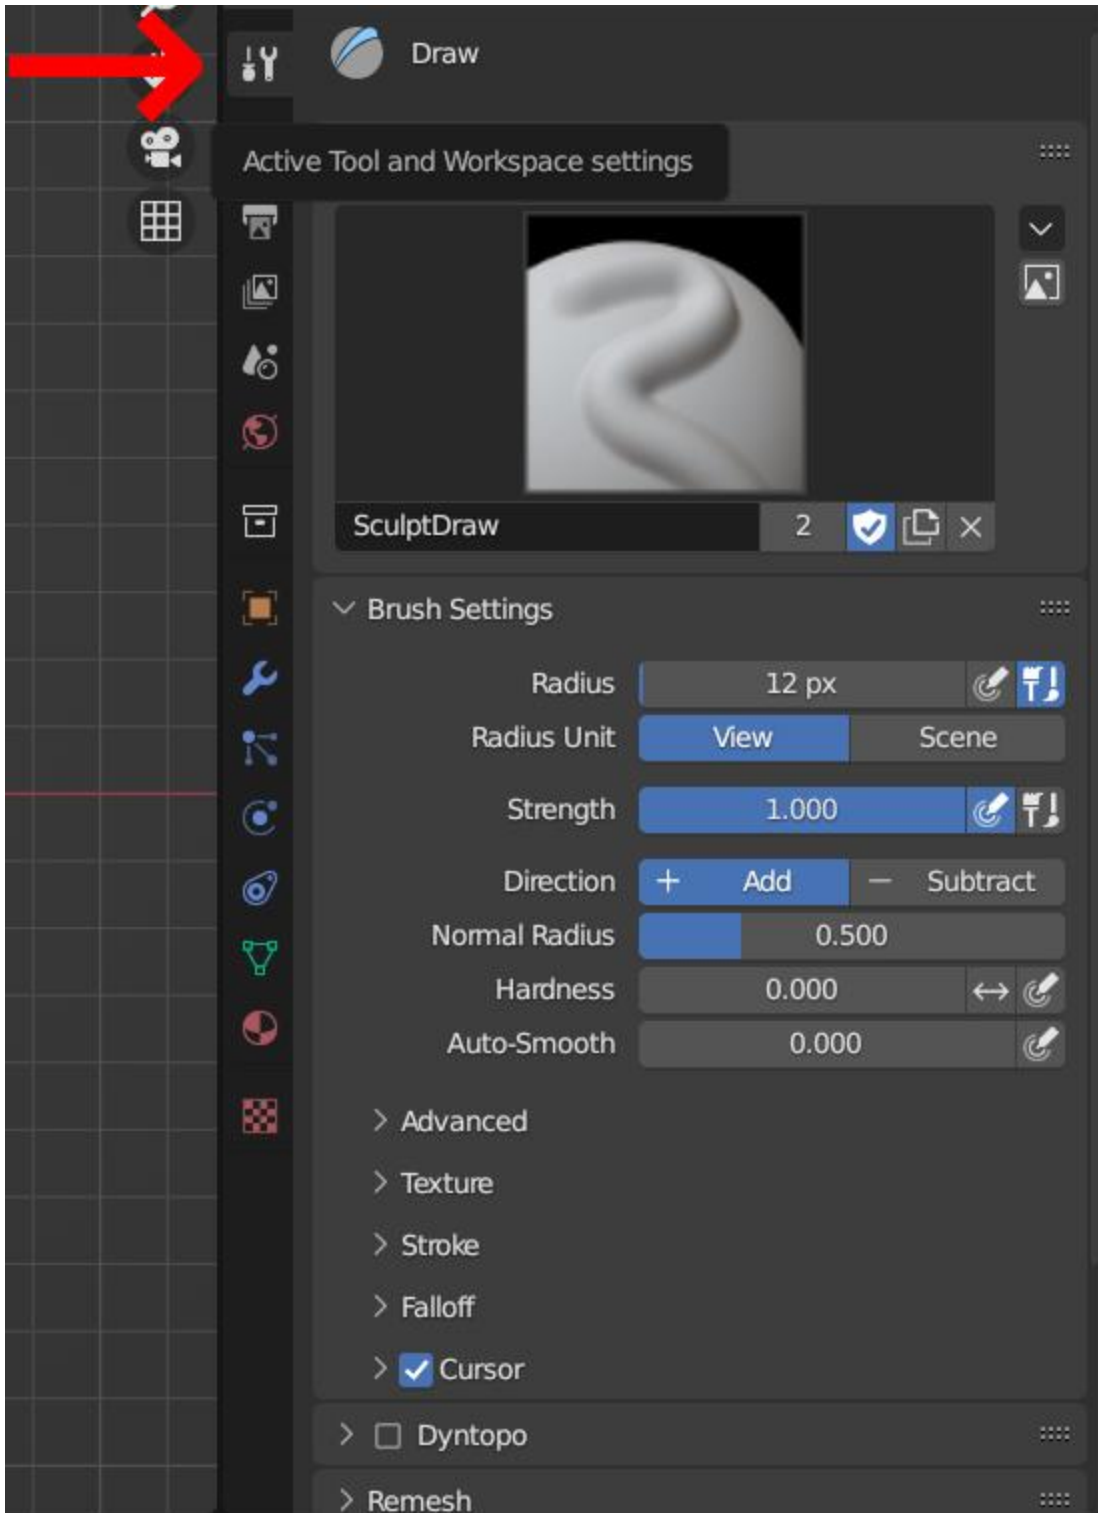 Draw
Active Tool and Workspace settings
SculptDraw 2
Brush Settings
Radius 12 px
Radius Unit View Scene
Strength 1.000
Direction + Add − Subtract
Normal Radius 0.500
Hardness 0.000
Auto-Smooth 0.000
Advanced
Texture
Stroke
Falloff
Cursor
Dyntopo
Remesh